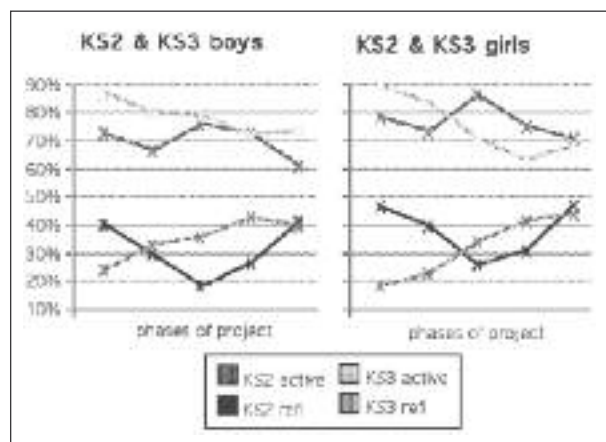 KS2 & KS3 boys
KS2 & KS3 girls
90%
80%
70%
60%
50%
40%
30%
20%
10%
phases of project
phases of project
KS2 active
KS3 active
KS2 refl
KS3 refl